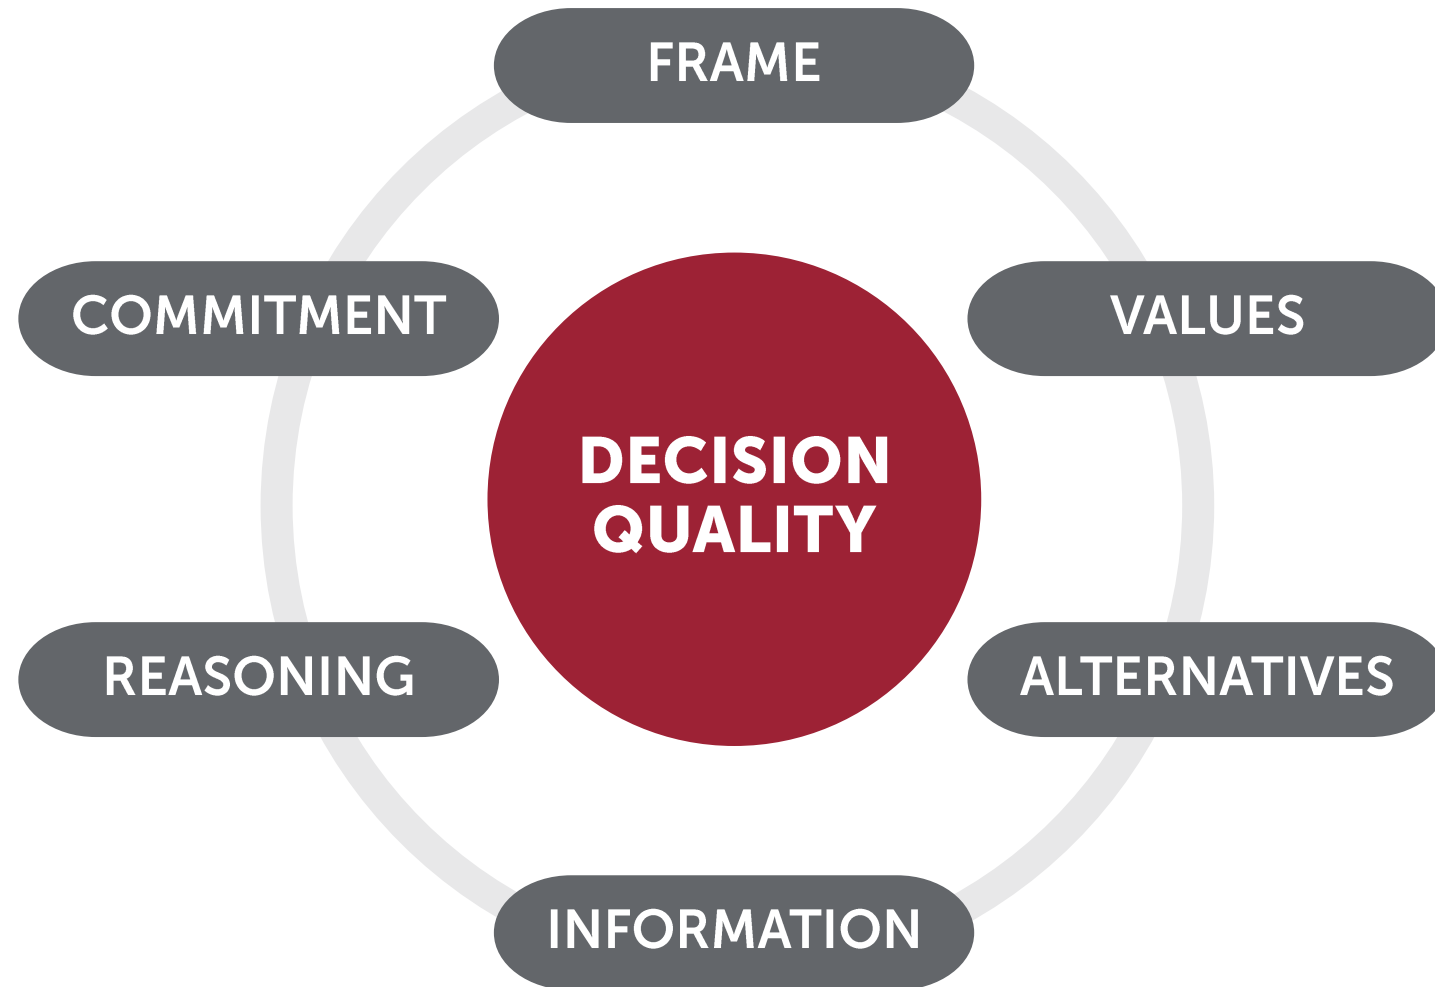 FRAME
COMMITMENT
VALUES
DECISION
QUALITY
REASONING
ALTERNATIVES
INFORMATION